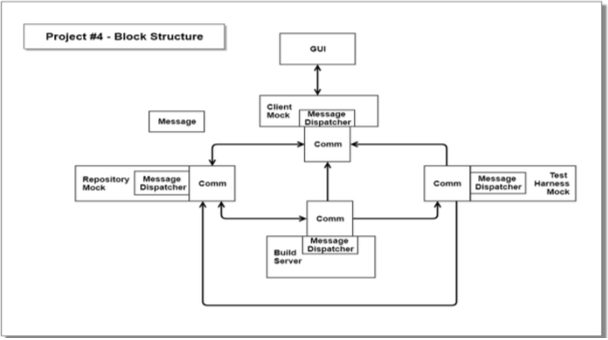 Project #4 - Block Structure
GUI
Client
Mock
Message
Dispatcher
Message
Comm
Repository
Mock
Message
Dispatcher
Comm
Comm
Message
Dispatcher
Test
Harness
Mock
Comm
Message
Dispatcher
Build
Server